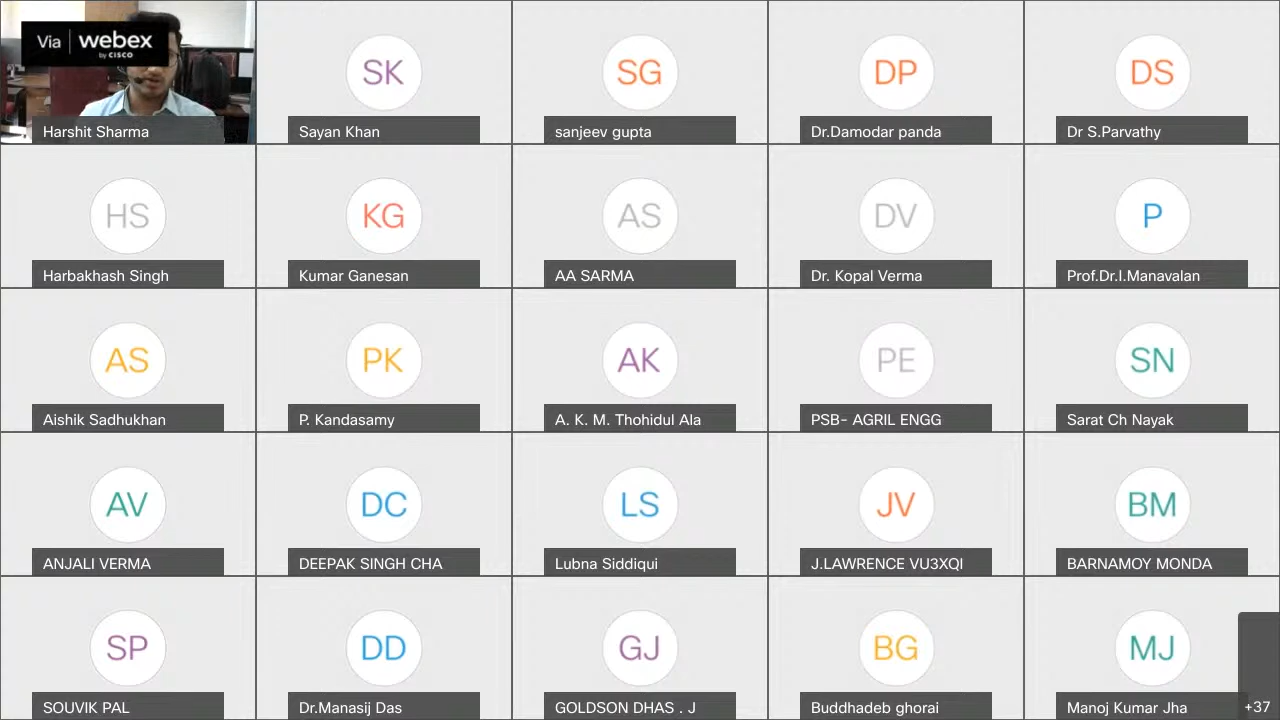 Via webex
by CISCO
Harshit Sharma
SK
Sayan Khan
SG
sanjeev gupta
DP
Dr.Damodar panda
DS
Dr S.Parvathy
HS
Harbakhash Singh
KG
Kumar Ganesan
AS
AA SARMA
DV
Dr. Kopal Verma
P
Prof.Dr.I.Manavalan
AS
Aishik Sadhukhan
PK
P. Kandasamy
AK
A. K. M. Thohidul Ala
PE
PSB- AGRIL ENGG
SN
Sarat Ch Nayak
AV
ANJALI VERMA
DC
DEEPAK SINGH CHA
LS
Lubna Siddiqui
JV
J.LAWRENCE VU3XQI
BM
BARNAMOY MONDA
SP
SOUVIK PAL
DD
Dr.Manasij Das
GJ
GOLDSON DHAS . J
BG
Buddhadeb ghorai
MJ
Manoj Kumar Jha
+37